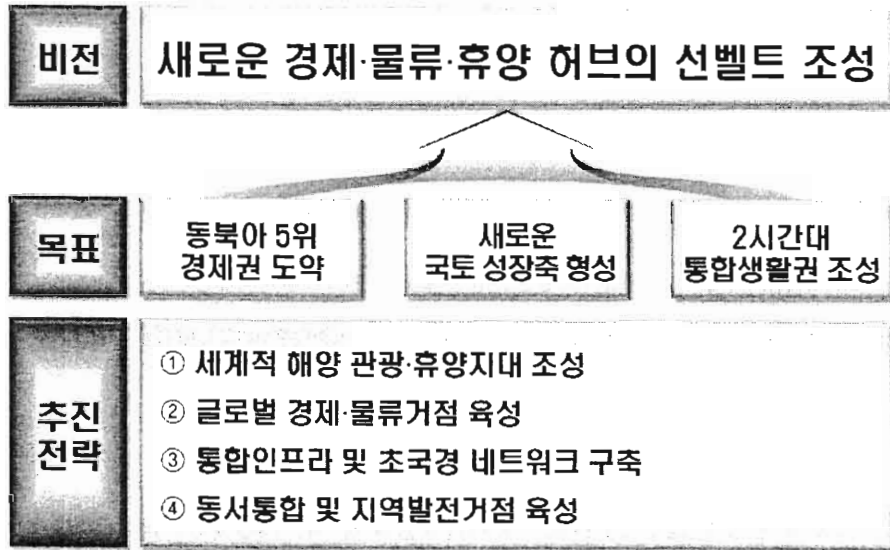 비전
새로운 경제·물류·휴양 허브의 선벨트 조성
목표
동북아 5위
경제권 도약
새로운
국토 성장축 형성
2시간대
통합생활권 조성
추진
전략
① 세계적 해양 관광·휴양지대 조성
② 글로벌 경제·물류거점 육성
③ 통합인프라 및 초국경 네트워크 구축
④ 동서통합 및 지역발전거점 육성